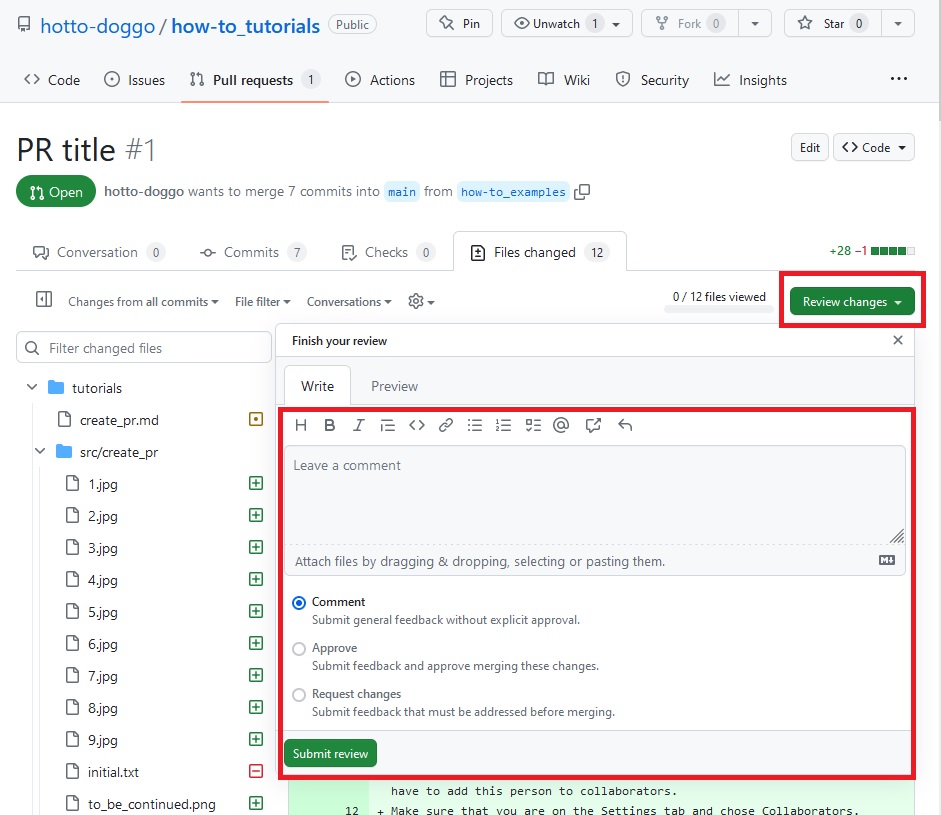 hotto-doggo / how-to_tutorials Public Pin Unwatch 1 Fork 0 Star 0
Code Issues Pull requests 1 Actions Projects Wiki Security Insights ...
PR title #1 Edit <> Code
Open hotto-doggo wants to merge 7 commits into main from how-to_examples
Conversation 0 Commits 7 Checks 0 Files changed 12 +28 −1
Changes from all commits File filter Conversations 0 / 12 files viewed Review changes
Filter changed files
Finish your review
Write Preview
Leave a comment
Attach files by dragging & dropping, selecting or pasting them.
Comment
Submit general feedback without explicit approval.
Approve
Submit feedback and approve merging these changes.
Request changes
Submit feedback that must be addressed before merging.
Submit review
tutorials
create_pr.md
src/create_pr
1.jpg
2.jpg
3.jpg
4.jpg
5.jpg
6.jpg
7.jpg
8.jpg
9.jpg
initial.txt
to_be_continued.png
have to add this person to collaborators.
12 + Make sure that you are on the Settings tab and chose Collaborators.